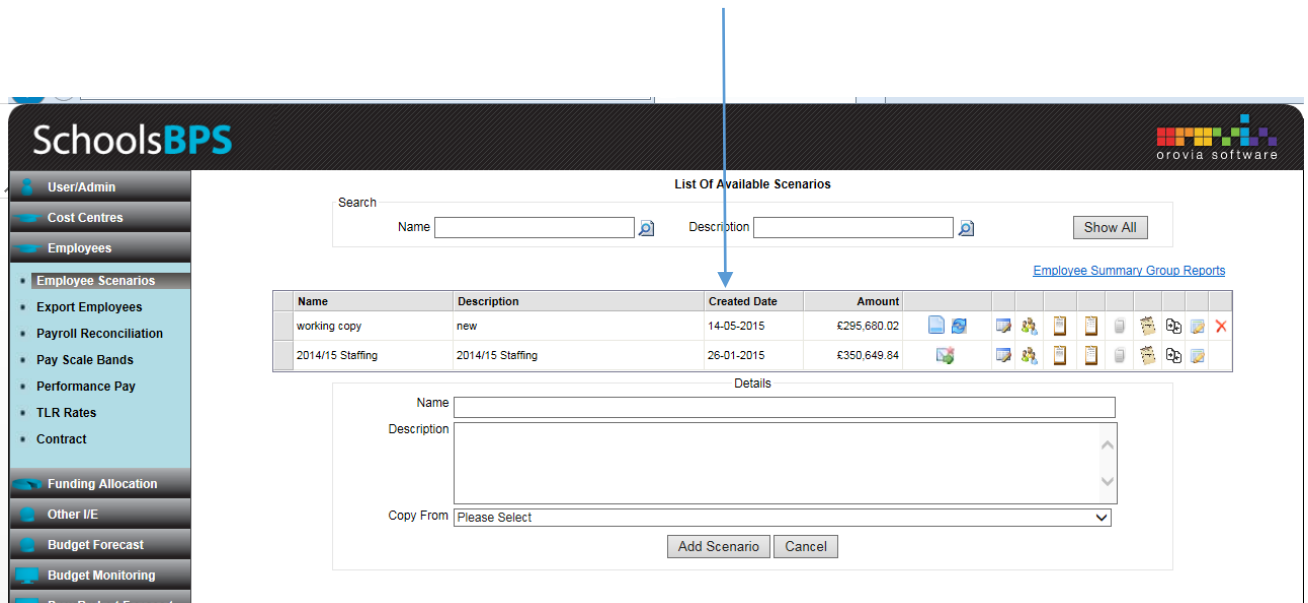 SchoolsBPS
orovia software
User/Admin
Cost Centres
Employees
Employee Scenarios
Export Employees
Payroll Reconciliation
Pay Scale Bands
Performance Pay
TLR Rates
Contract
Funding Allocation
Other I/E
Budget Forecast
Budget Monitoring
List Of Available Scenarios
Search
Name Description Show All
Employee Summary Group Reports
Name Description Created Date Amount
working copy new 14-05-2015 £295,680.02
2014/15 Staffing 2014/15 Staffing 26-01-2015 £350,649.84
Details
Name
Description
Copy From Please Select
Add Scenario Cancel